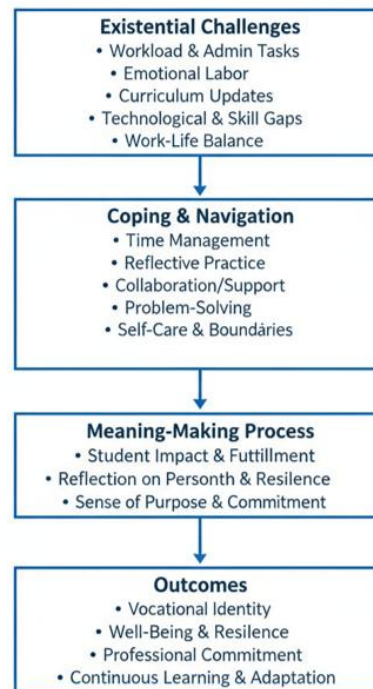 Existential Challenges
• Workload & Admin Tasks
• Emotional Labor
• Curriculum Updates
• Technological & Skill Gaps
• Work-Life Balance
Coping & Navigation
• Time Management
• Reflective Practice
• Collaboration/Support
• Problem-Solving
• Self-Care & Boundáries
Meaning-Making Process
• Student Impact & Futtillment
• Reflection on Personth & Resilence
• Sense of Purpose & Commitment
Outcomes
• Vocational Identity
• Well-Being & Resilence
• Professional Commitment
• Continuous Learning & Adaptation